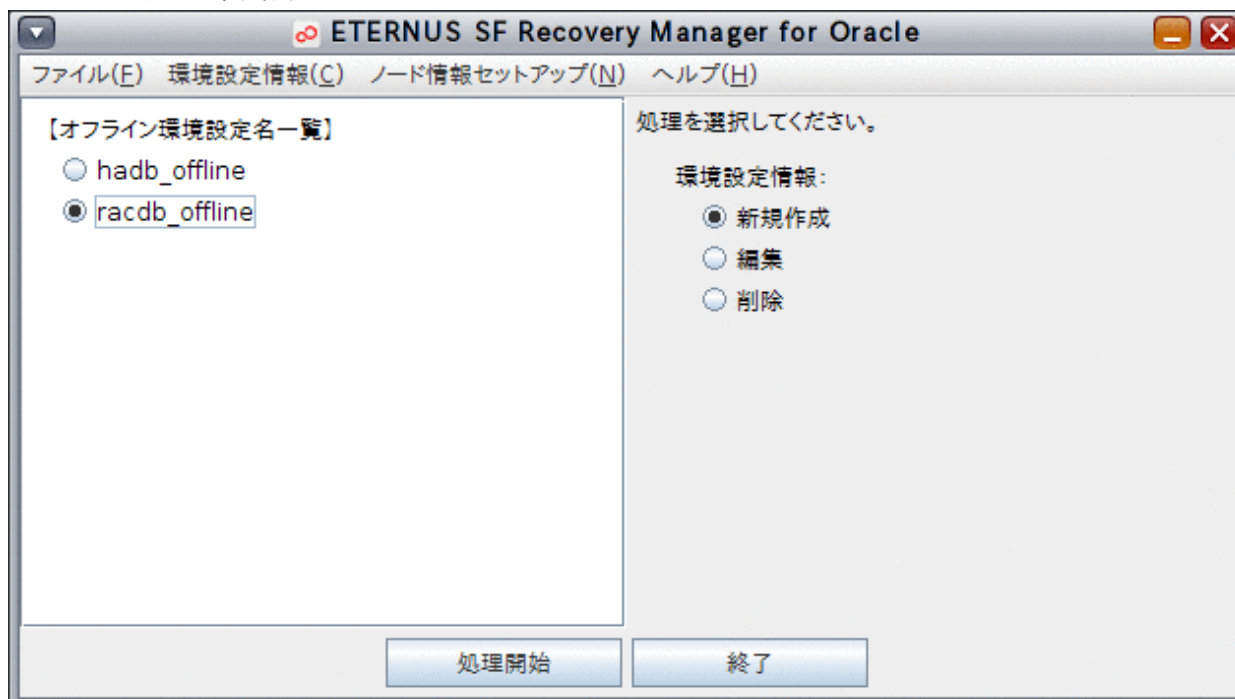 ETERNUS SF Recovery Manager for Oracle
ファイル(F) 環境設定情報(C) ノード情報セットアップ(N) ヘルプ(H)
【オフライン環境設定名一覧】
hadb_offline
racdb_offline
処理を選択してください。
環境設定情報:
新規作成
編集
削除
処理開始
終了